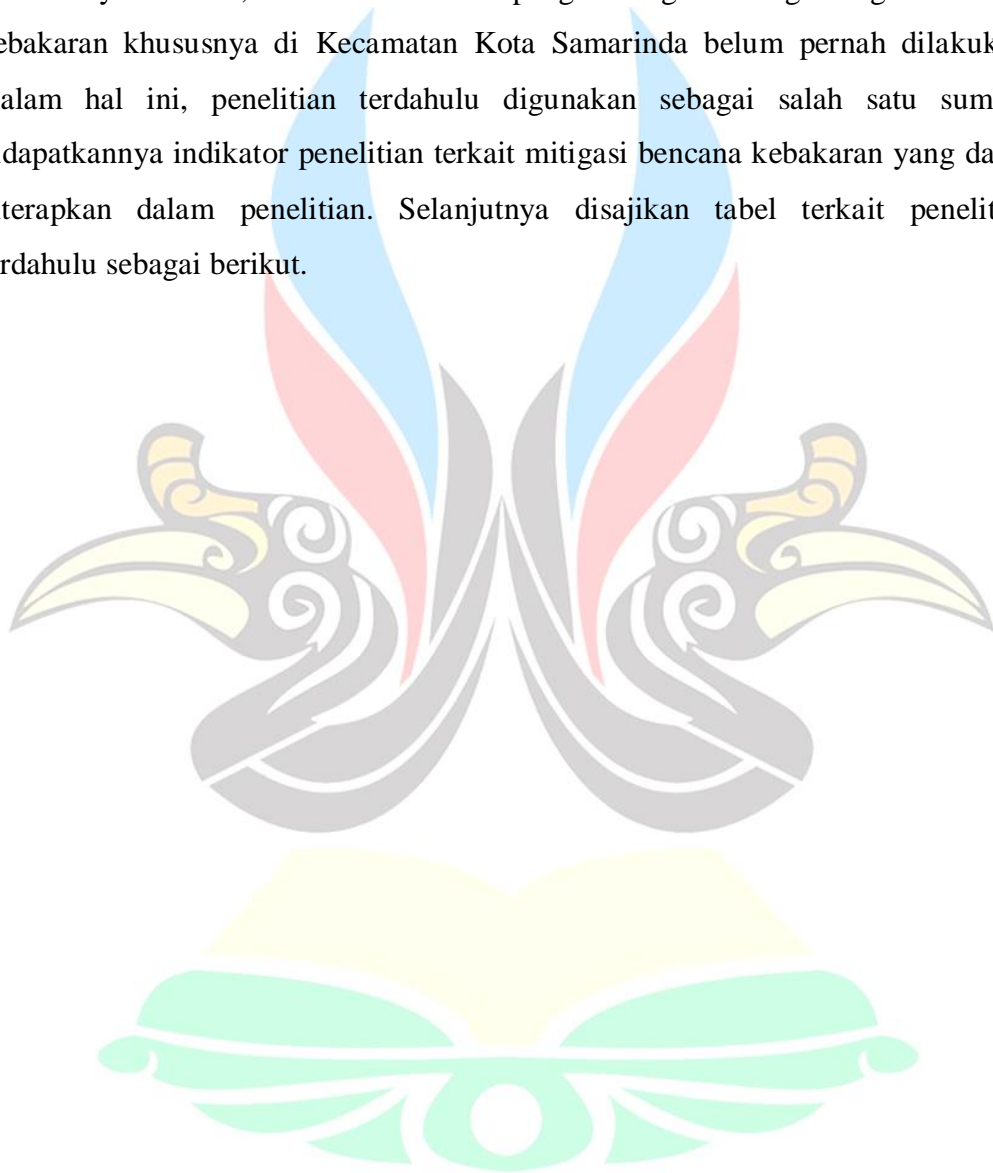 ebakaran khususnya di Kecamatan Kota Samarinda belum pernah dilakuk
alam hal ini, penelitian terdahulu digunakan sebagai salah satu sum
dapatkannya indikator penelitian terkait mitigasi bencana kebakaran yang da
terapkan dalam penelitian. Selanjutnya disajikan tabel terkait penelit
rdahulu sebagai berikut.